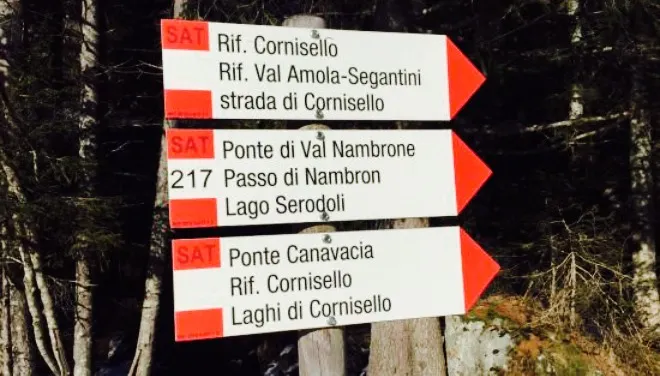 SAT Rif. Cornisello
Rif. Val Amola-Segantini
strada di Cornisello
SAT Ponte di Val Nambrone
217 Passo di Nambron
Lago Serodoli
SAT Ponte Canavacia
Rif. Cornisello
Laghi di Cornisello